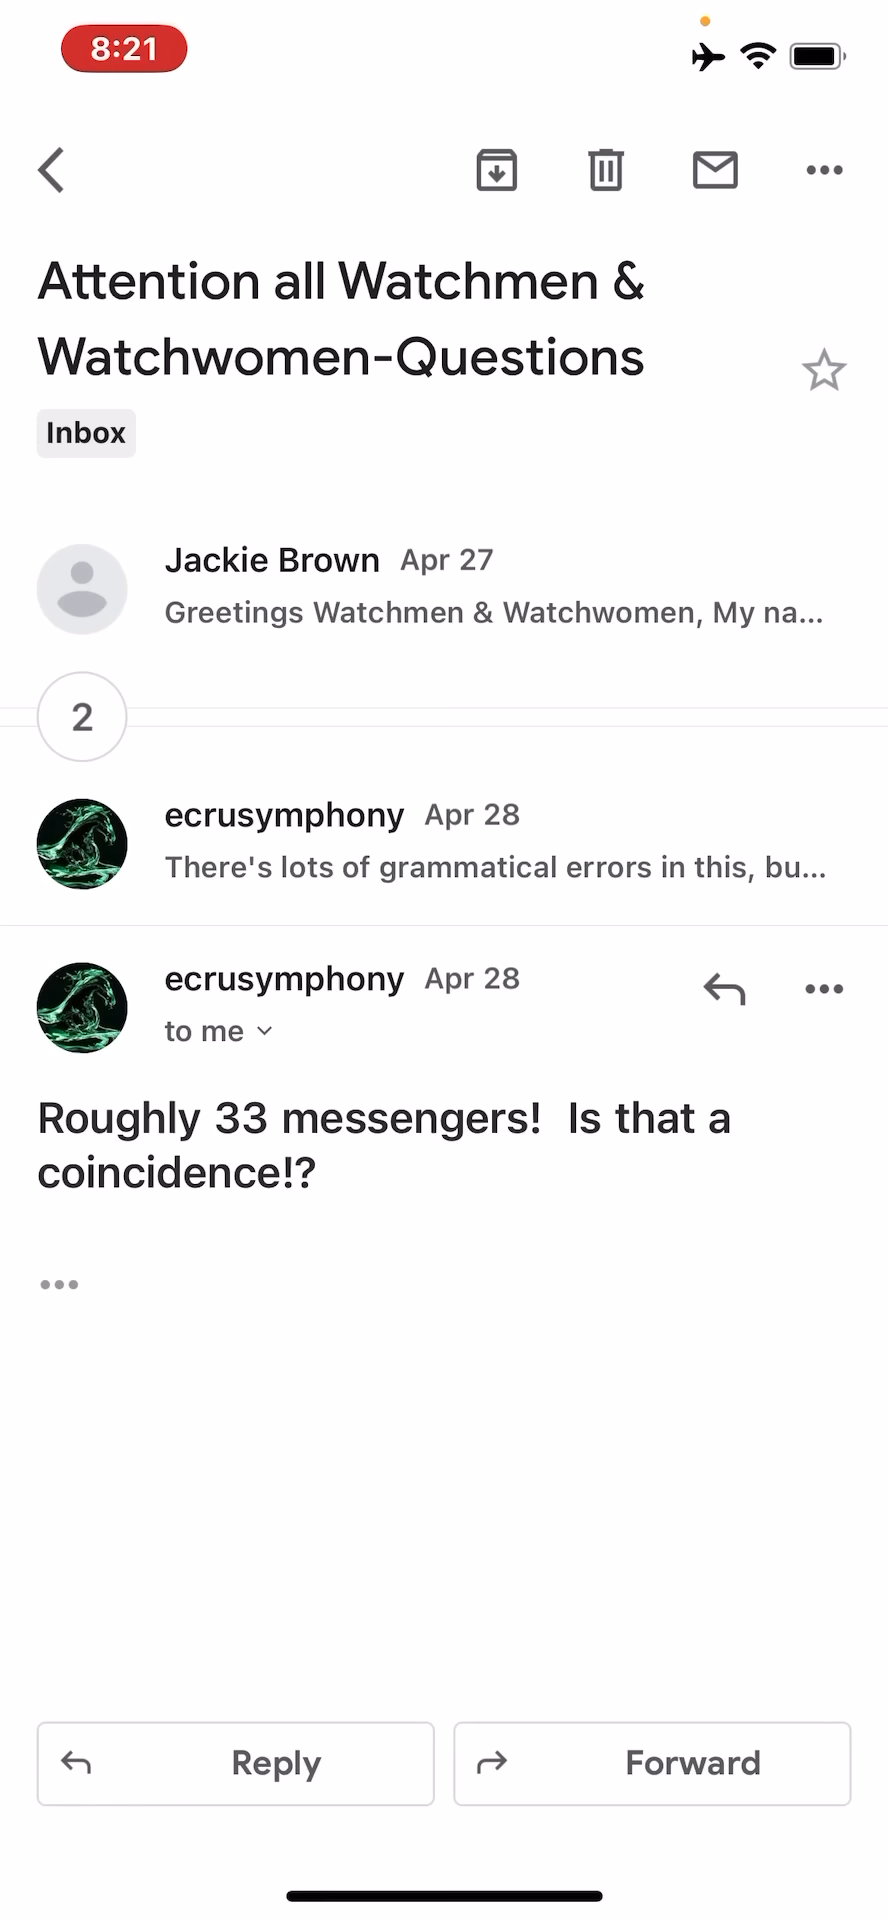 8:21
Attention all Watchmen &
Watchwomen-Questions
Inbox
Jackie Brown Apr 27
Greetings Watchmen & Watchwomen, My na...
2
ecrusymphony Apr 28
There's lots of grammatical errors in this, bu...
ecrusymphony Apr 28
to me
Roughly 33 messengers!  Is that a
coincidence!?
Reply
Forward